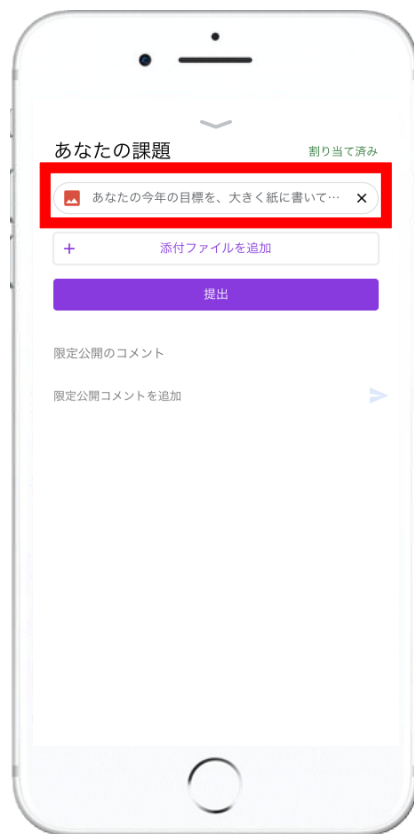 あなたの課題
割り当て済み
あなたの今年の目標を、大きく紙に書いて…
添付ファイルを追加
提出
限定公開のコメント
限定公開コメントを追加